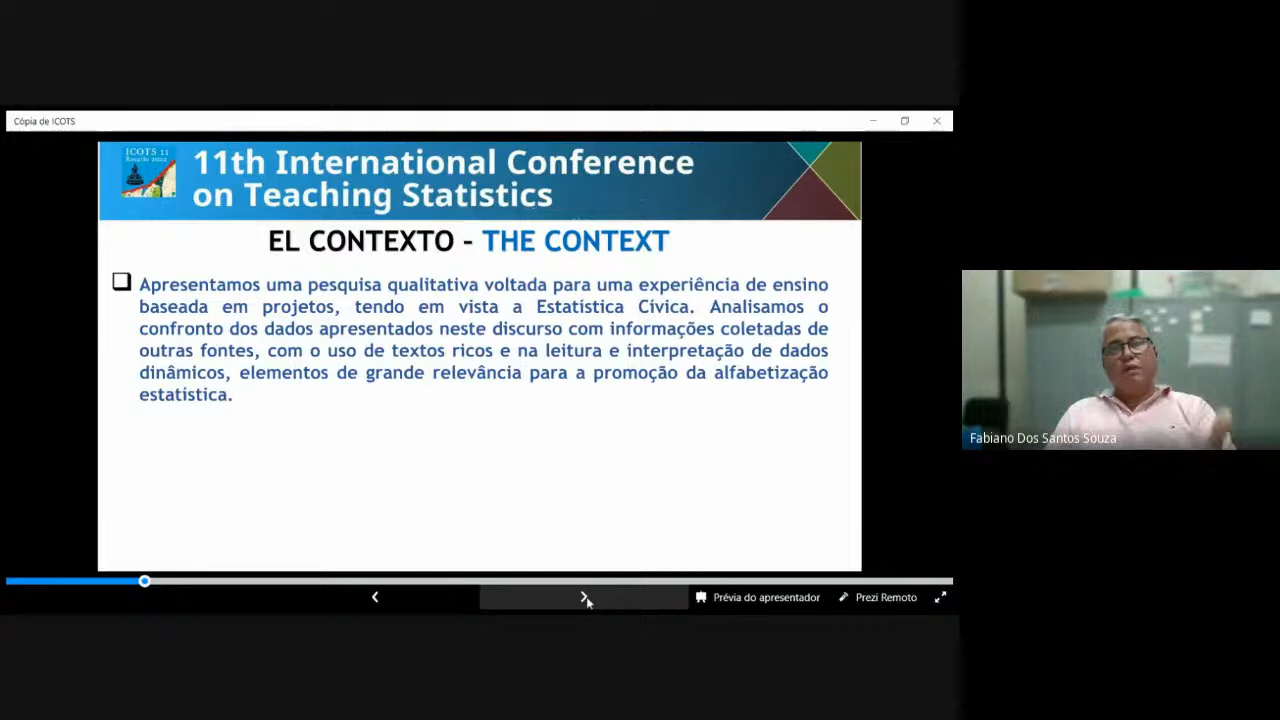 Cópia de ICOTS
ICOTS 11
Rosario 2022
11th International Conference
on Teaching Statistics
EL CONTEXTO - THE CONTEXT
Apresentamos uma pesquisa qualitativa voltada para uma experiência de ensino
baseada em projetos, tendo em vista a Estatística Cívica. Analisamos o
confronto dos dados apresentados neste discurso com informações coletadas de
outras fontes, com o uso de textos ricos e na leitura e interpretação de dados
dinâmicos, elementos de grande relevância para a promoção da alfabetização
estatística.
Fabiano Dos Santos Souza
Prévia do apresentador
Prezi Remoto